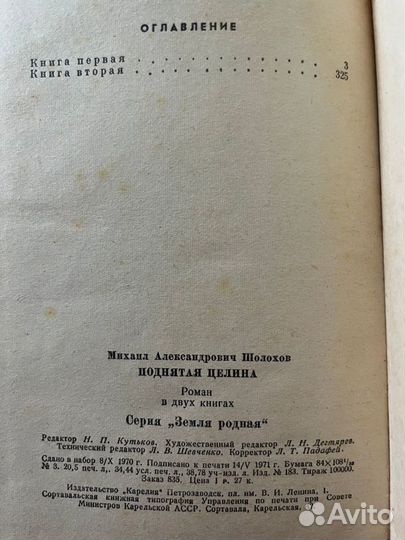 ОГЛАВЛЕНИЕ
Книга первая . . . . . . . . . . . . . 3
Книга вторая . . . . . . . . . . . . . 325
Михаил Александрович Шолохов
ПОДНЯТАЯ ЦЕЛИНА
Роман
в двух книгах
Серия „Земля родная“
Редактор Н. П. Кутьков. Художественный редактор Л. Н. Дегтярев.
Технический редактор Л. В. Шевченко. Корректор Л. Т. Падафей.
Сдано в набор 8/X 1970 г. Подписано к печати 14/V 1971 г. Бумага 84×108¹/₃₂
№ 3. 20,5 печ. л., 34,44 усл. печ. л., 38,78 уч-изд. л. Изд. № 183. Тираж 100000.
Заказ 835. Цена 1 р. 27 к.
Издательство „Карелия“ Петрозаводск, пл. им. В. И. Ленина, 1.
Сортавальская книжная типография Управления по печати при Совете
Министров Карельской АССР. Сортавала, Карельская,
Avito